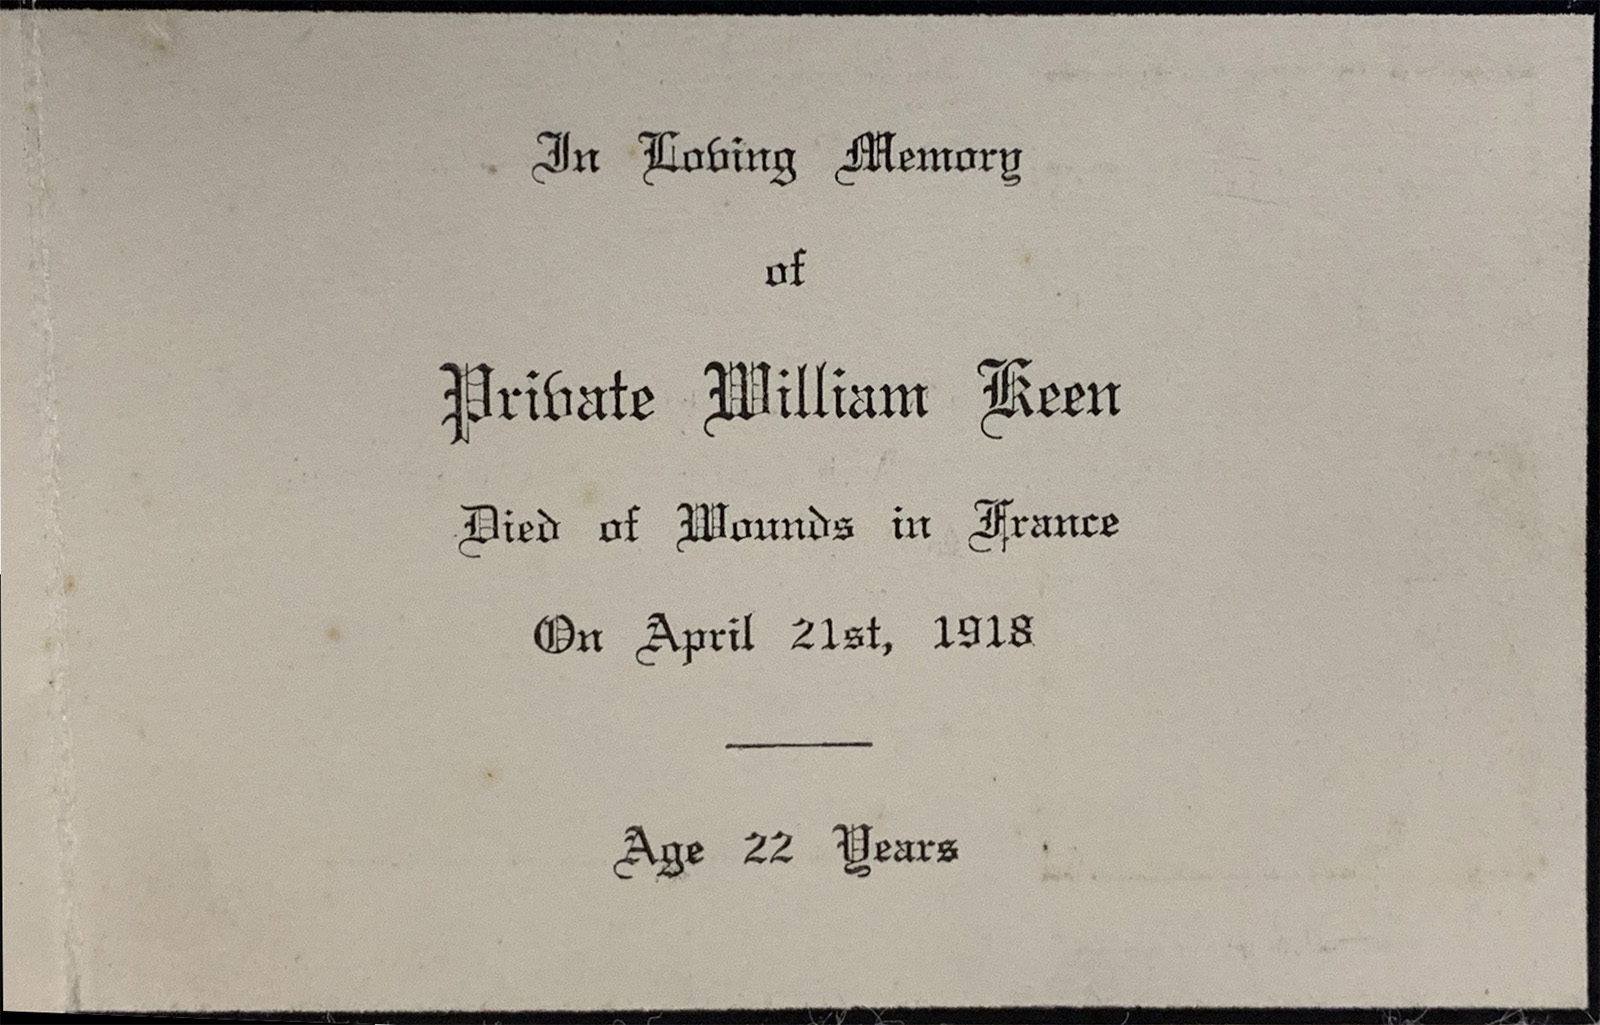 In Loving Memory
of
Private William Keen
Died of Wounds in France
On April 21st, 1918
Age 22 Years